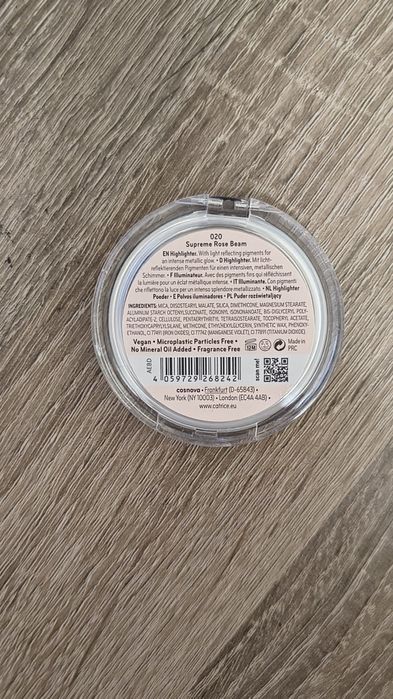 020
Supreme Rose Beam
EN Highlighter. With light reflecting pigments for
an intense metallic glow. • D Highlighter. Mit licht-
reflektierenden Pigmenten für einen intensiven, metallischen
Schimmer. • F Illuminateur. Avec des pigments fins qui réfléchissent
la lumière pour un éclat métallique intense. • IT Illuminante. Con pigmenti
che riflettono la luce per un intenso splendore metallizzato. • NL Highlighter
Poeder • E Polvos iluminadores • PL Puder rozświetlający
INGREDIENTS: MICA, DIISOSTEARYL MALATE, SILICA, DIMETHICONE, MAGNESIUM STEARATE,
ALUMINUM STARCH OCTENYLSUCCINATE, ISONONYL ISONONANOATE, BIS-DIGLYCERYL POLY-
ACYLADIPATE-2, CELLULOSE, PENTAERYTHRITYL TETRAISOSTEARATE, TOCOPHERYL ACETATE,
TRIETHOXYCAPRYLYLSILANE, METHICONE, ETHYLHEXYLGLYCERIN, SYNTHETIC WAX, PHENOXY-
ETHANOL, CI 77491 (IRON OXIDES), CI 77742 (MANGANESE VIOLET), CI 77891 (TITANIUM DIOXIDE)
Vegan • Microplastic Particles Free •
No Mineral Oil Added • Fragrance Free
12M
Made in
PRC
AEBD
4 059729 268242
scan me!
cosnova • Frankfurt (D-65843) •
New York (NY 10003) • London (EC4A 4AB) •
www.catrice.eu